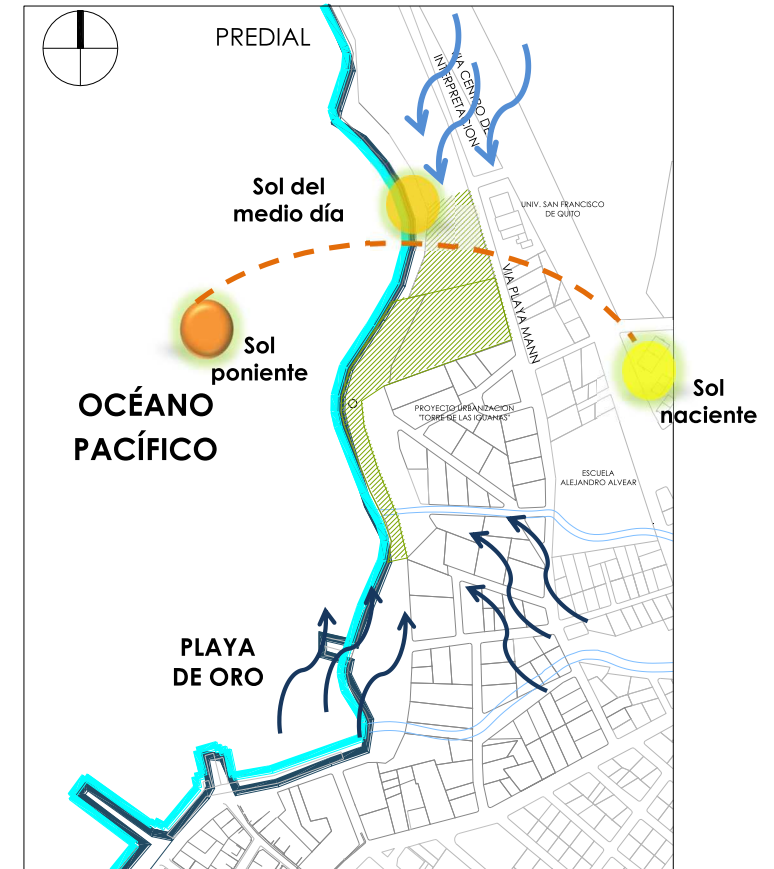 PREDIAL
VIA CENTRO DE
INTERPRETACION
Sol del
medio día
UNIV. SAN FRANCISCO
DE QUITO
VIA PLAYA MANN
Sol
poniente
Sol
naciente
OCÉANO
PACÍFICO
PROYECTO URBANIZACION
"TORRE DE LAS IGUANAS"
ESCUELA
ALEJANDRO ALVEAR
PLAYA
DE ORO